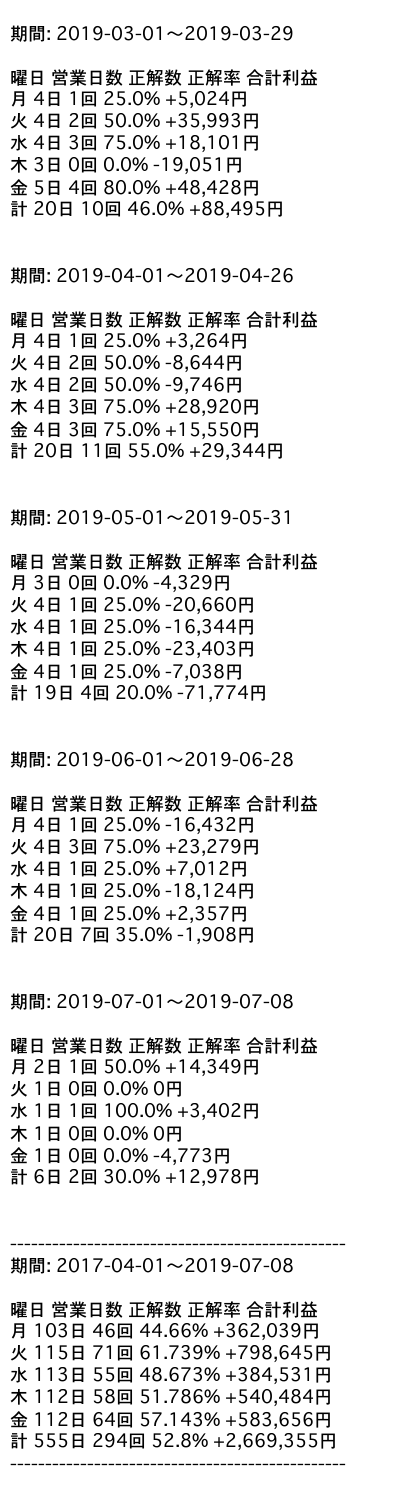 期間: 2019-03-01〜2019-03-29
曜日 営業日数 正解数 正解率 合計利益
月 4日 1回 25.0% +5,024円
火 4日 2回 50.0% +35,993円
水 4日 3回 75.0% +18,101円
木 3日 0回 0.0% -19,051円
金 5日 4回 80.0% +48,428円
計 20日 10回 46.0% +88,495円
期間: 2019-04-01〜2019-04-26
曜日 営業日数 正解数 正解率 合計利益
月 4日 1回 25.0% +3,264円
火 4日 2回 50.0% -8,644円
水 4日 2回 50.0% -9,746円
木 4日 3回 75.0% +28,920円
金 4日 3回 75.0% +15,550円
計 20日 11回 55.0% +29,344円
期間: 2019-05-01〜2019-05-31
曜日 営業日数 正解数 正解率 合計利益
月 3日 0回 0.0% -4,329円
火 4日 1回 25.0% -20,660円
水 4日 1回 25.0% -16,344円
木 4日 1回 25.0% -23,403円
金 4日 1回 25.0% -7,038円
計 19日 4回 20.0% -71,774円
期間: 2019-06-01〜2019-06-28
曜日 営業日数 正解数 正解率 合計利益
月 4日 1回 25.0% -16,432円
火 4日 3回 75.0% +23,279円
水 4日 1回 25.0% +7,012円
木 4日 1回 25.0% -18,124円
金 4日 1回 25.0% +2,357円
計 20日 7回 35.0% -1,908円
期間: 2019-07-01〜2019-07-08
曜日 営業日数 正解数 正解率 合計利益
月 2日 1回 50.0% +14,349円
火 1日 0回 0.0% 0円
水 1日 1回 100.0% +3,402円
木 1日 0回 0.0% 0円
金 1日 0回 0.0% -4,773円
計 6日 2回 30.0% +12,978円
------------------------------------------------
期間: 2017-04-01〜2019-07-08
曜日 営業日数 正解数 正解率 合計利益
月 103日 46回 44.66% +362,039円
火 115日 71回 61.739% +798,645円
水 113日 55回 48.673% +384,531円
木 112日 58回 51.786% +540,484円
金 112日 64回 57.143% +583,656円
計 555日 294回 52.8% +2,669,355円
------------------------------------------------